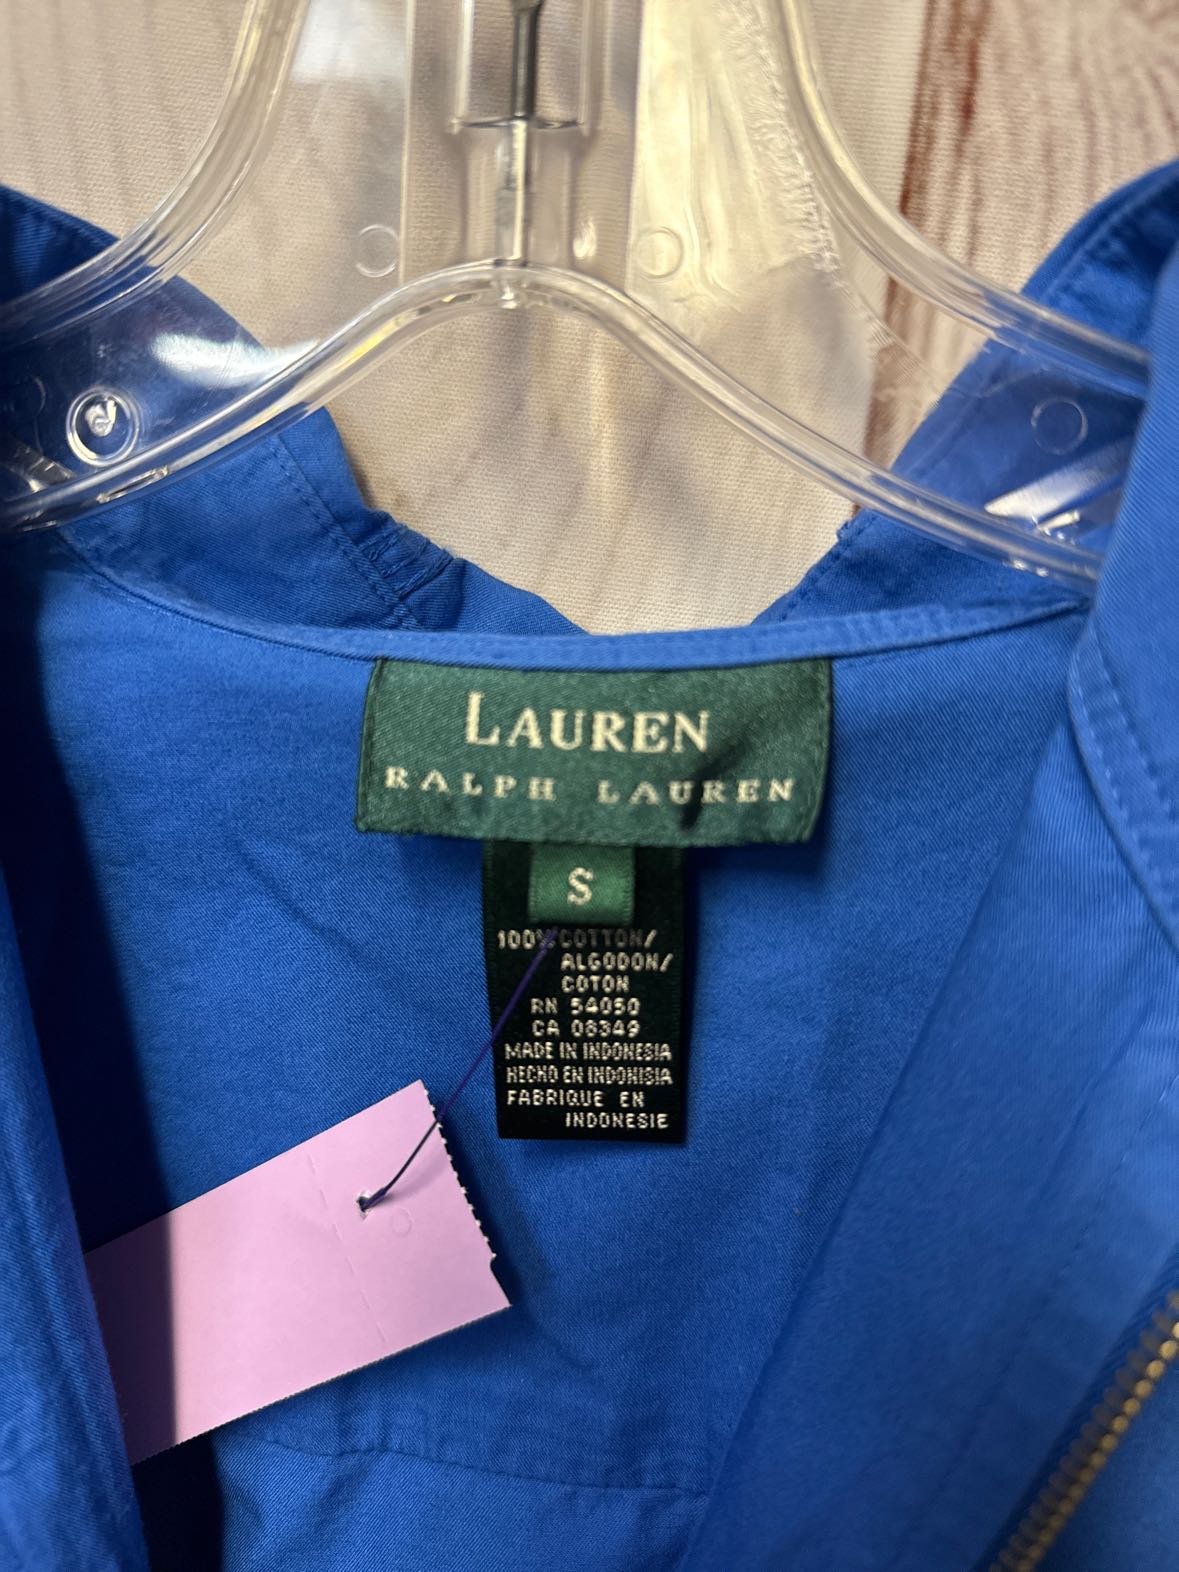 LAUREN
RALPH LAUREN
S
100% COTTON/
ALGODON/
COTON
RN 54050
CA 08349
MADE IN INDONESIA
HECHO EN INDONISIA
FABRIQUE EN
INDONESIE